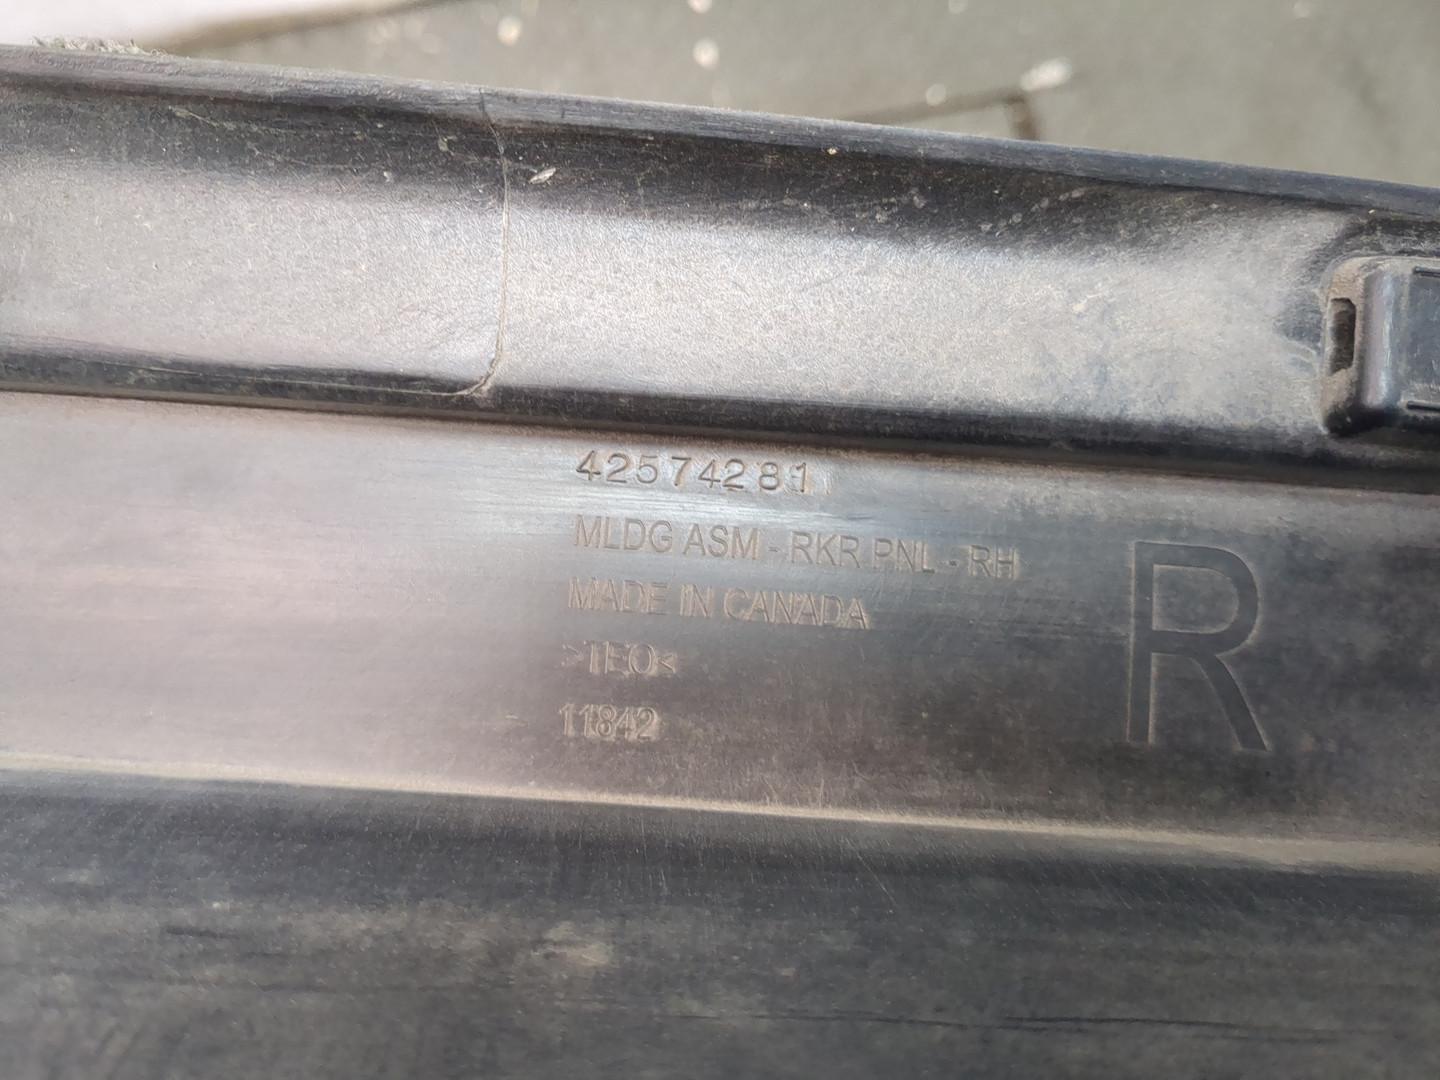 42574281
MLDG ASM - RKR PNL - RH
MADE IN CANADA
R
>TEO<
11842